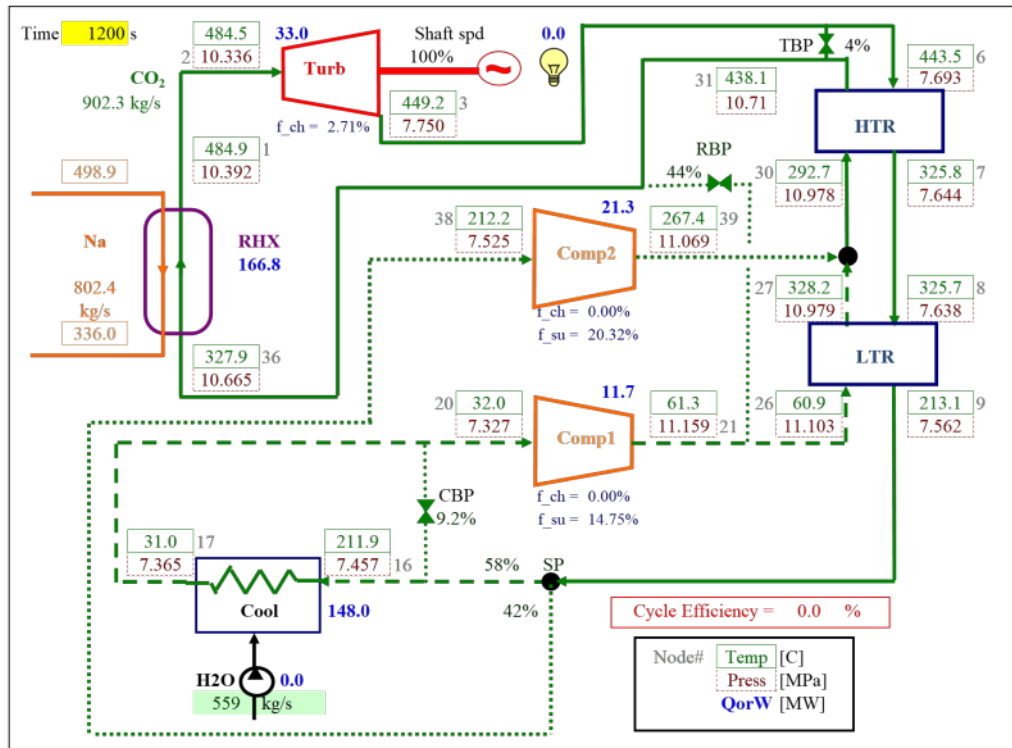 Time 1200 s
484.5
2 10.336
33.0
Turb
Shaft spd
100%
~
0.0
TBP 4%
443.5 6
7.693
CO₂
902.3 kg/s
449.2 3
7.750
f_ch = 2.71%
31 438.1
10.71
HTR
484.9 1
10.392
498.9
RBP
44%
30 292.7
10.978
325.8 7
7.644
Na
802.4
kg/s
336.0
RHX
166.8
38 212.2
7.525
21.3
Comp2
267.4 39
11.069
f_ch = 0.00%
f_su = 20.32%
27 328.2
10.979
325.7 8
7.638
LTR
327.9 36
10.665
20 32.0
7.327
11.7
Comp1
61.3
11.159 21
26 60.9
11.103
213.1 9
7.562
f_ch = 0.00%
f_su = 14.75%
CBP
9.2%
31.0 17
7.365
211.9
7.457 16
58%
SP
42%
Cool
148.0
H2O 0.0
559 kg/s
Cycle Efficiency = 0.0 %
Node# Temp [C]
Press [MPa]
QorW [MW]